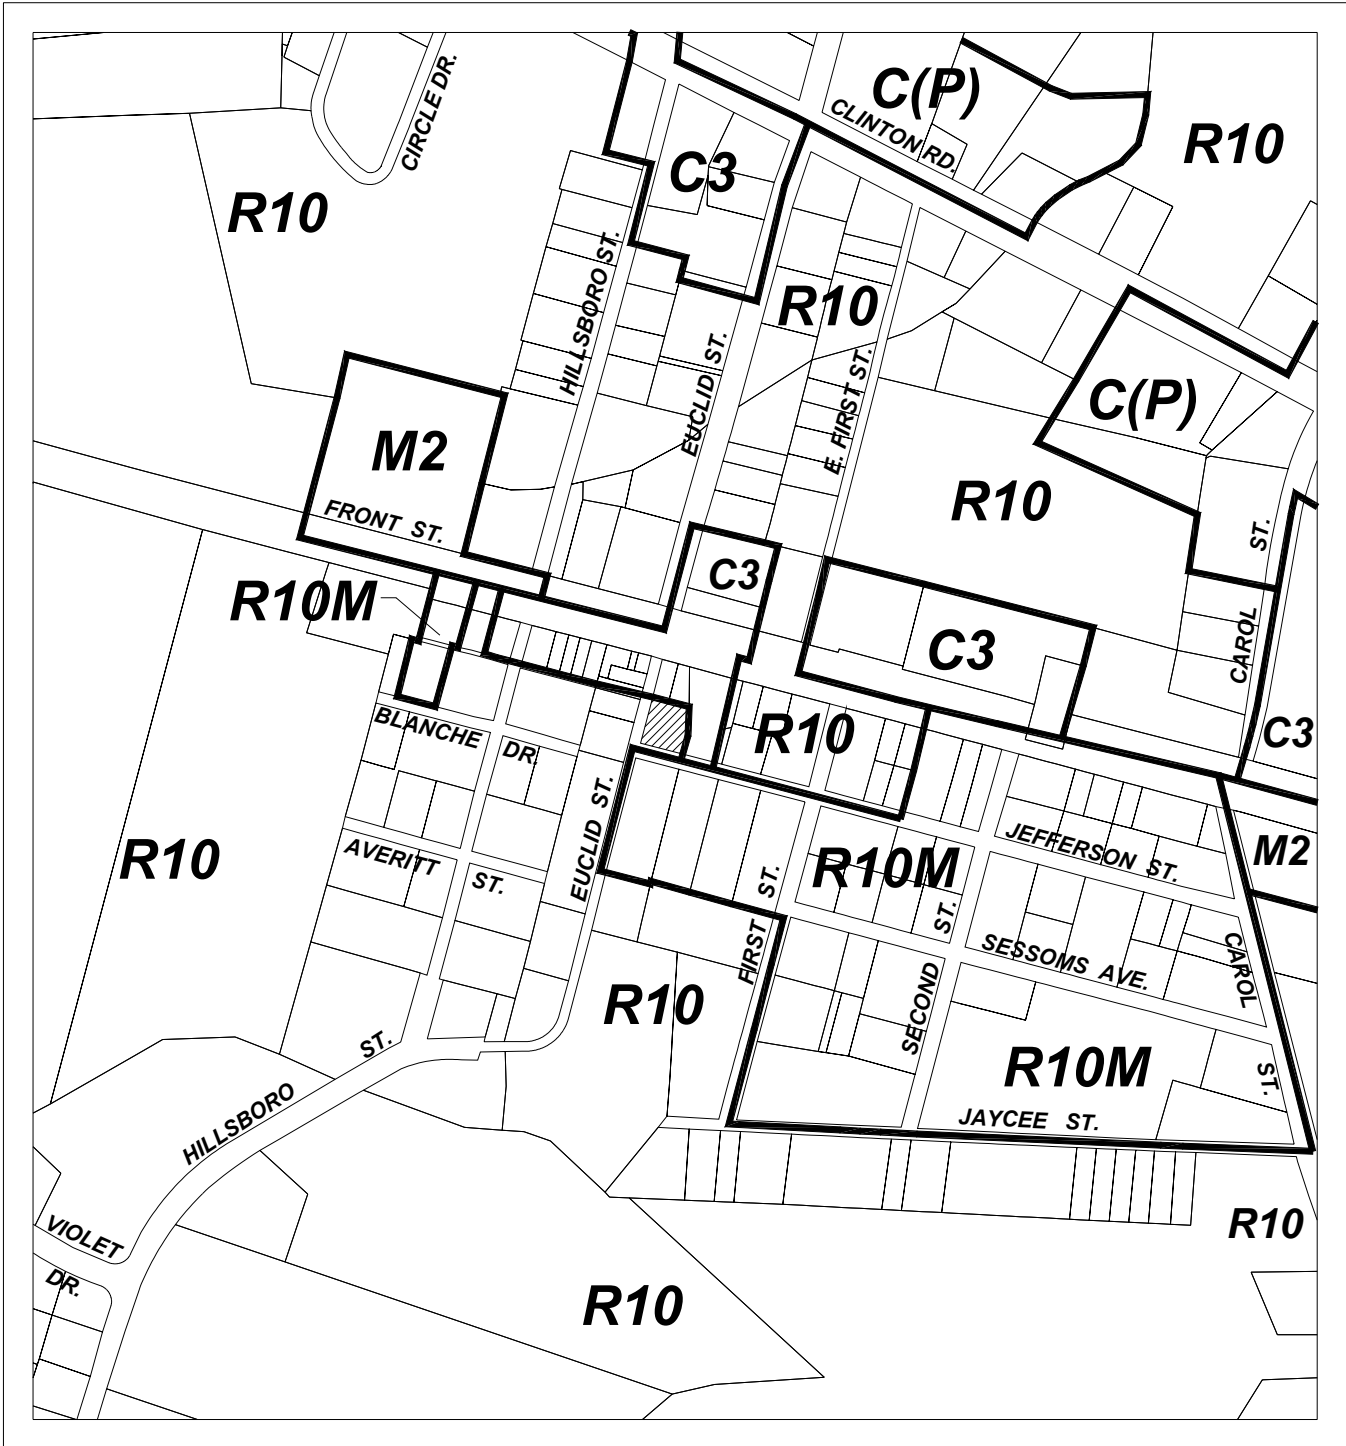 CIRCLE DR.
C(P)
CLINTON RD.
R10
C3
R10
HILLSBORO ST.
R10
EUCLID ST.
E. FIRST ST.
C(P)
M2
FRONT ST.
R10
ST.
CAROL
C3
R10M
C3
C3
BLANCHE
DR.
R10
EUCLID ST.
JEFFERSON ST.
M2
R10
AVERITT
ST.
R10M
FIRST
ST.
SECOND
ST.
SESSOMS AVE.
CAROL
ST.
R10
R10M
JAYCEE ST.
HILLSBORO
ST.
VIOLET
DR.
R10
R10